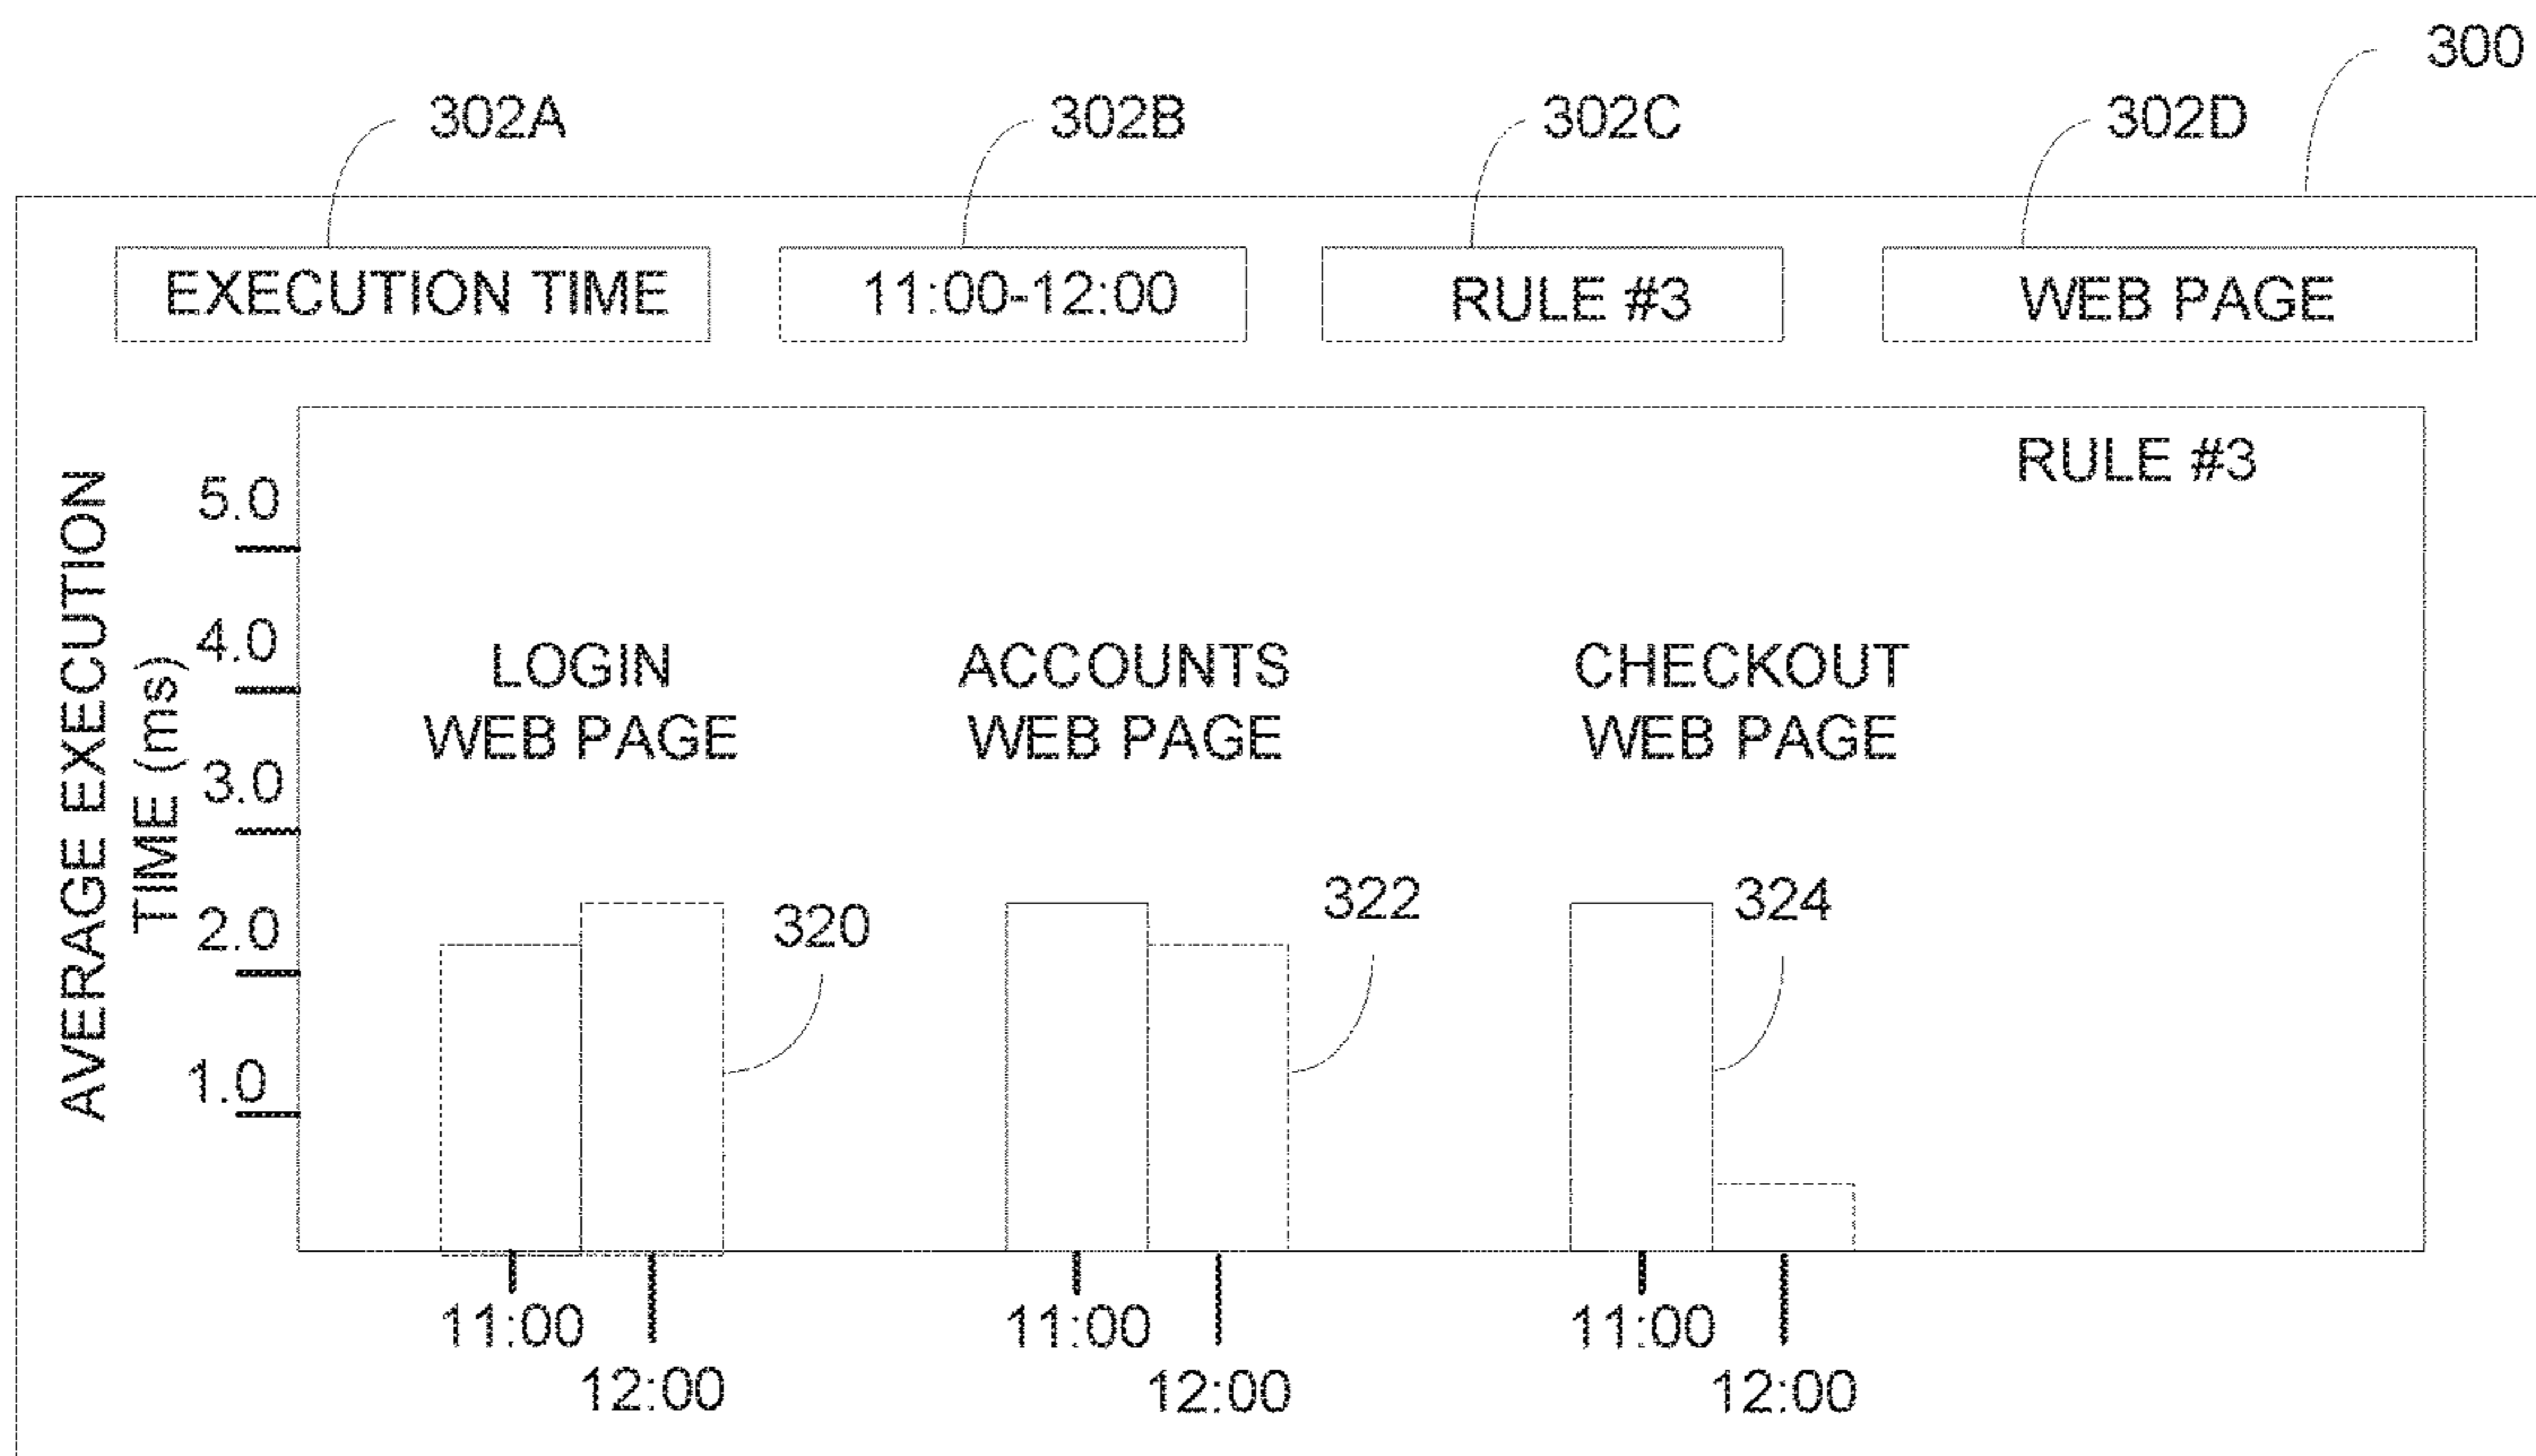 300
302A 302B 302C 302D
EXECUTION TIME 11:00-12:00 RULE #3 WEB PAGE
RULE #3
AVERAGE EXECUTION
TIME (ms)
5.0
4.0
3.0
2.0
1.0
LOGIN
WEB PAGE
ACCOUNTS
WEB PAGE
CHECKOUT
WEB PAGE
320
322
324
11:00
12:00
11:00
12:00
11:00
12:00